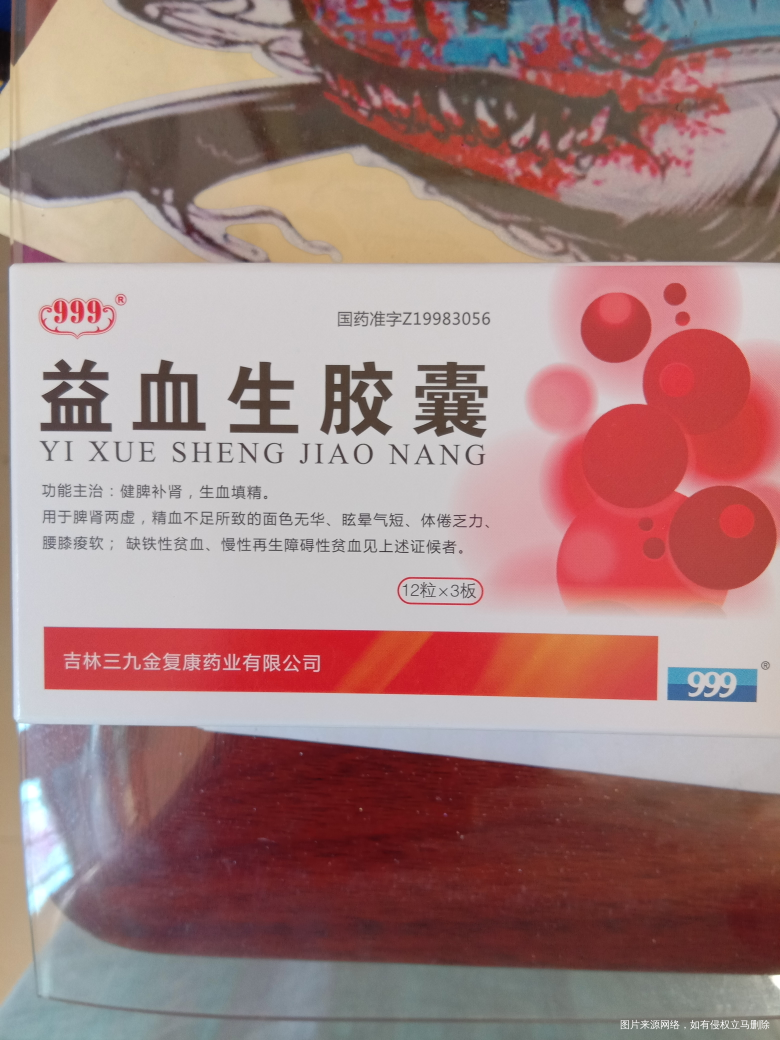 999®
国药准字Z19983056
益血生胶囊
YI XUE SHENG JIAO NANG
功能主治：健脾补肾，生血填精。
用于脾肾两虚，精血不足所致的面色无华、眩晕气短、体倦乏力、
腰膝痠软； 缺铁性贫血、慢性再生障碍性贫血见上述证候者。
12粒×3板
吉林三九金复康药业有限公司
999®
图片来源网络，如有侵权立马删除